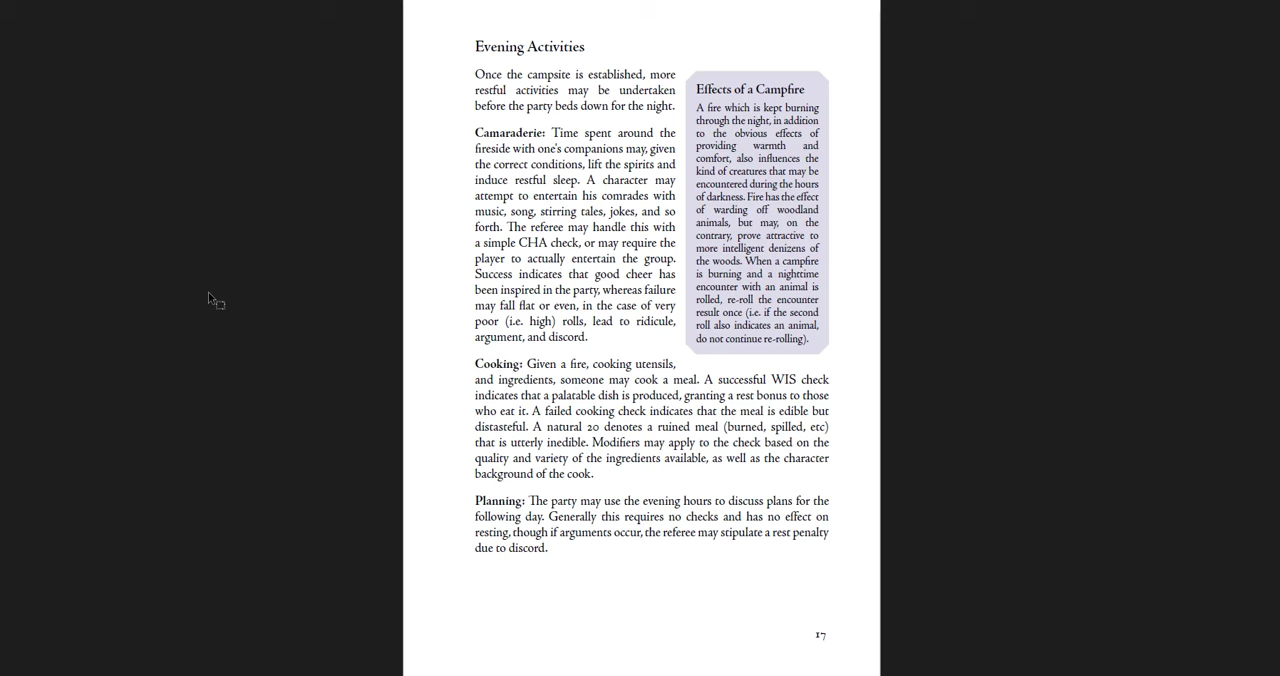 Evening Activities
Once the campsite is established, more
restful activities may be undertaken
before the party beds down for the night.
Camaraderie: Time spent around the
fireside with one's companions may, given
the correct conditions, lift the spirits and
induce restful sleep. A character may
attempt to entertain his comrades with
music, song, stirring tales, jokes, and so
forth. The referee may handle this with
a simple CHA check, or may require the
player to actually entertain the group.
Success indicates that good cheer has
been inspired in the party, whereas failure
may fall flat or even, in the case of very
poor (i.e. high) rolls, lead to ridicule,
argument, and discord.
Effects of a Campfire
A fire which is kept burning
through the night, in addition
to the obvious effects of
providing warmth and
comfort, also influences the
kind of creatures that may be
encountered during the hours
of darkness. Fire has the effect
of warding off woodland
animals, but may, on the
contrary, prove attractive to
more intelligent denizens of
the woods. When a campfire
is burning and a nighttime
encounter with an animal is
rolled, re-roll the encounter
result once (i.e. if the second
roll also indicates an animal,
do not continue re-rolling).
Cooking: Given a fire, cooking utensils,
and ingredients, someone may cook a meal. A successful WIS check
indicates that a palatable dish is produced, granting a rest bonus to those
who eat it. A failed cooking check indicates that the meal is edible but
distasteful. A natural 20 denotes a ruined meal (burned, spilled, etc)
that is utterly inedible. Modifiers may apply to the check based on the
quality and variety of the ingredients available, as well as the character
background of the cook.
Planning: The party may use the evening hours to discuss plans for the
following day. Generally this requires no checks and has no effect on
resting, though if arguments occur, the referee may stipulate a rest penalty
due to discord.
17